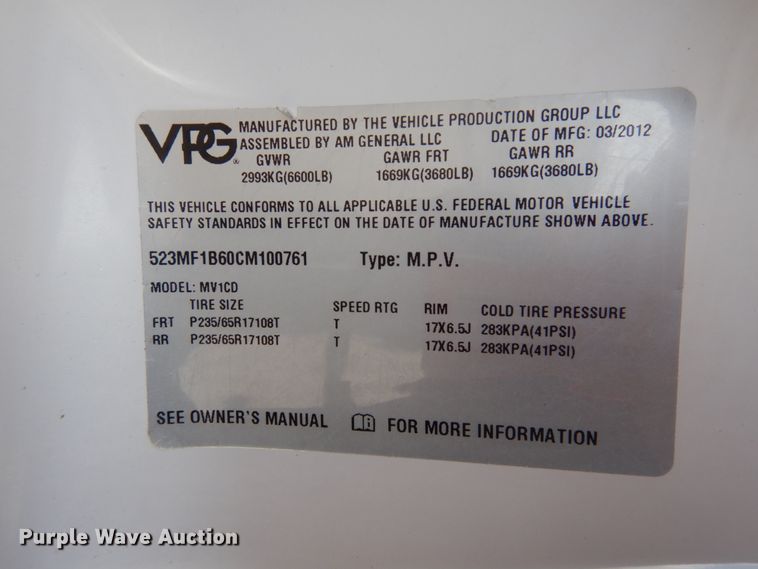 VPG® MANUFACTURED BY THE VEHICLE PRODUCTION GROUP LLC
ASSEMBLED BY AM GENERAL LLC DATE OF MFG: 03/2012
GVWR GAWR FRT GAWR RR
2993KG(6600LB) 1669KG(3680LB) 1669KG(3680LB)
THIS VEHICLE CONFORMS TO ALL APPLICABLE U.S. FEDERAL MOTOR VEHICLE
SAFETY STANDARDS IN EFFECT ON THE DATE OF MANUFACTURE SHOWN ABOVE.
523MF1B60CM100761 Type: M.P.V.
MODEL: MV1CD
TIRE SIZE SPEED RTG RIM COLD TIRE PRESSURE
FRT P235/65R17108T T 17X6.5J 283KPA(41PSI)
RR P235/65R17108T T 17X6.5J 283KPA(41PSI)
SEE OWNER'S MANUAL FOR MORE INFORMATION
Purple Wave Auction